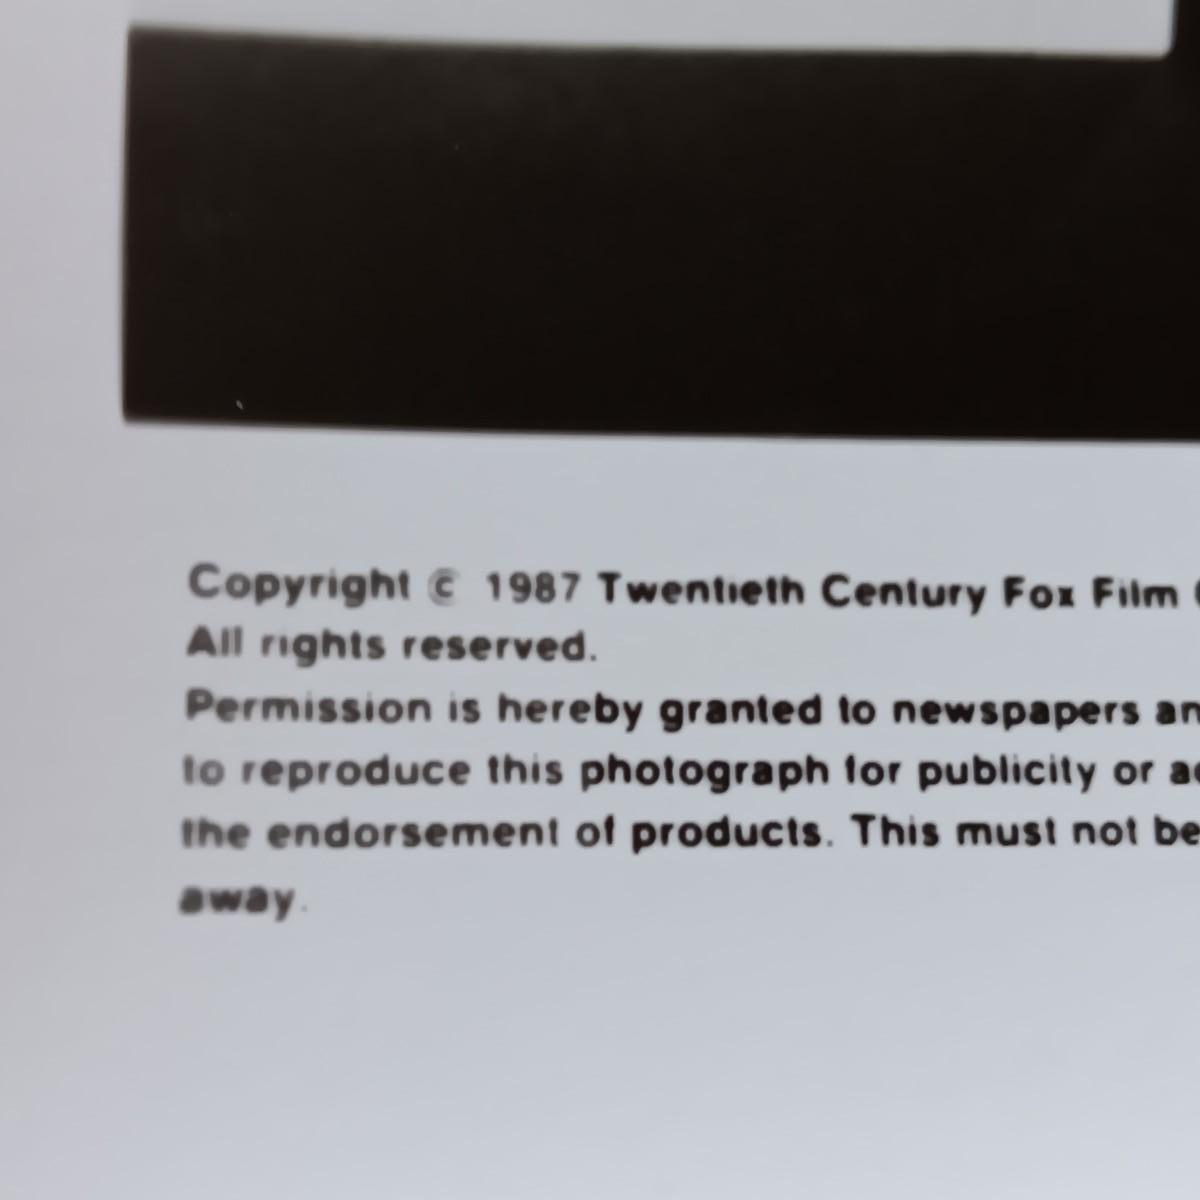 Copyright © 1987 Twentieth Century Fox Film
All rights reserved.
Permission is hereby granted to newspapers
to reproduce this photograph for publicity or
the endorsement of products. This must not be
away.